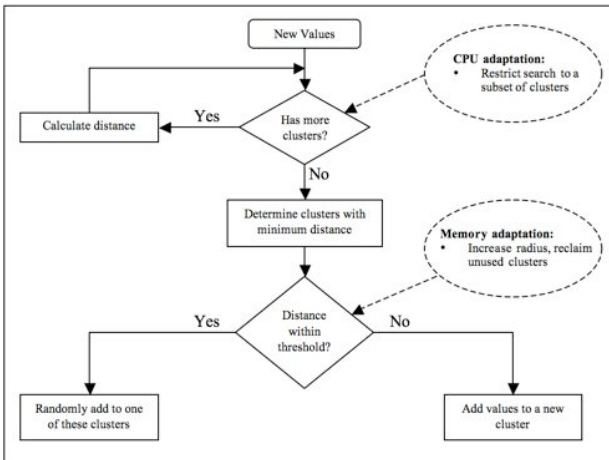 New Values
CPU adaptation:
• Restrict search to a
subset of clusters
Yes
Calculate distance
Has more
clusters?
No
Determine clusters with
minimum distance
Memory adaptation:
• Increase radius, reclaim
unused clusters
Yes
Distance
within
threshold?
No
Randomly add to one
of these clusters
Add values to a new
cluster